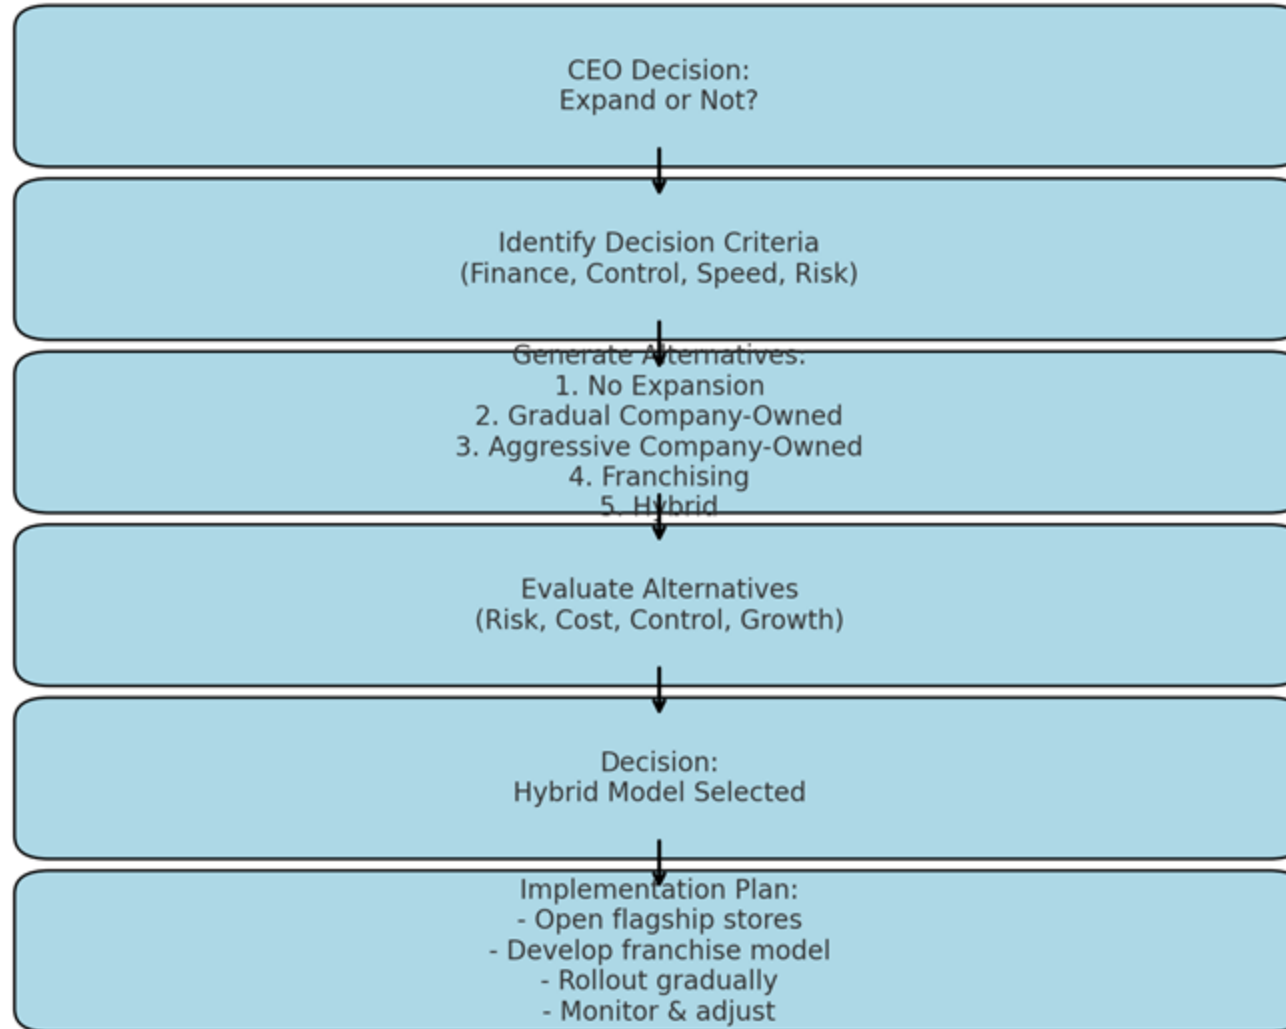 CEO Decision:
Expand or Not?
Identify Decision Criteria
(Finance, Control, Speed, Risk)
Generate Alternatives:
1. No Expansion
2. Gradual Company-Owned
3. Aggressive Company-Owned
4. Franchising
5. Hybrid
Evaluate Alternatives
(Risk, Cost, Control, Growth)
Decision:
Hybrid Model Selected
Implementation Plan:
- Open flagship stores
- Develop franchise model
- Rollout gradually
- Monitor & adjust